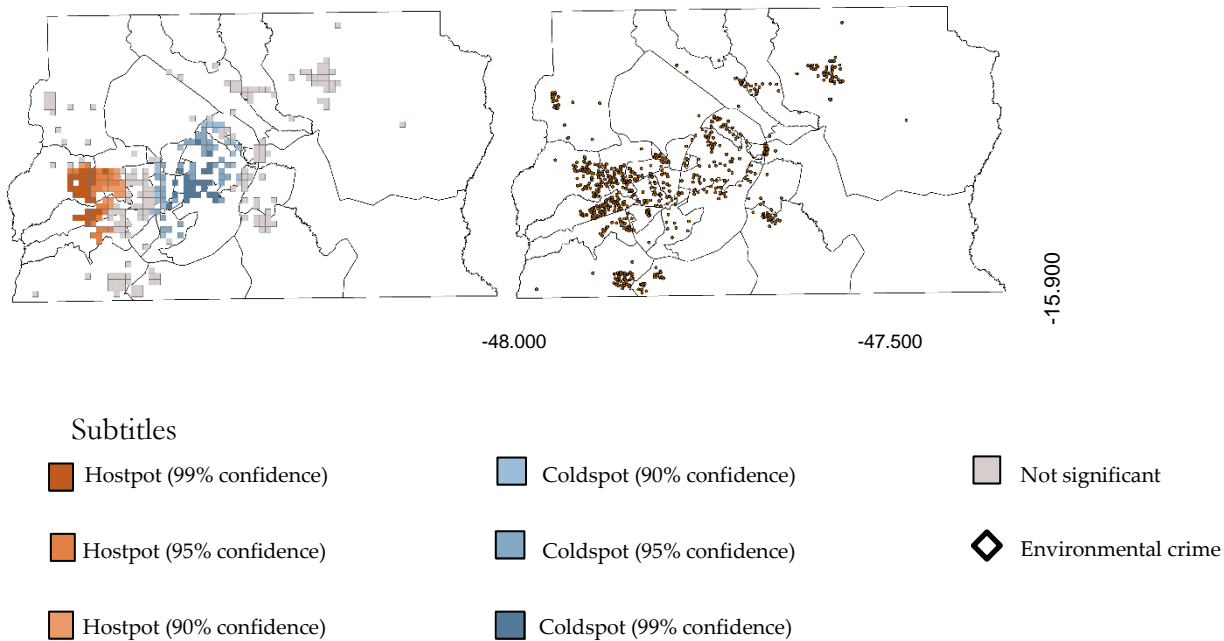 -15.900
-48.000
-47.500
Subtitles
Hostpot (99% confidence)
Coldspot (90% confidence)
Not significant
Hostpot (95% confidence)
Coldspot (95% confidence)
Environmental crime
Hostpot (90% confidence)
Coldspot (99% confidence)